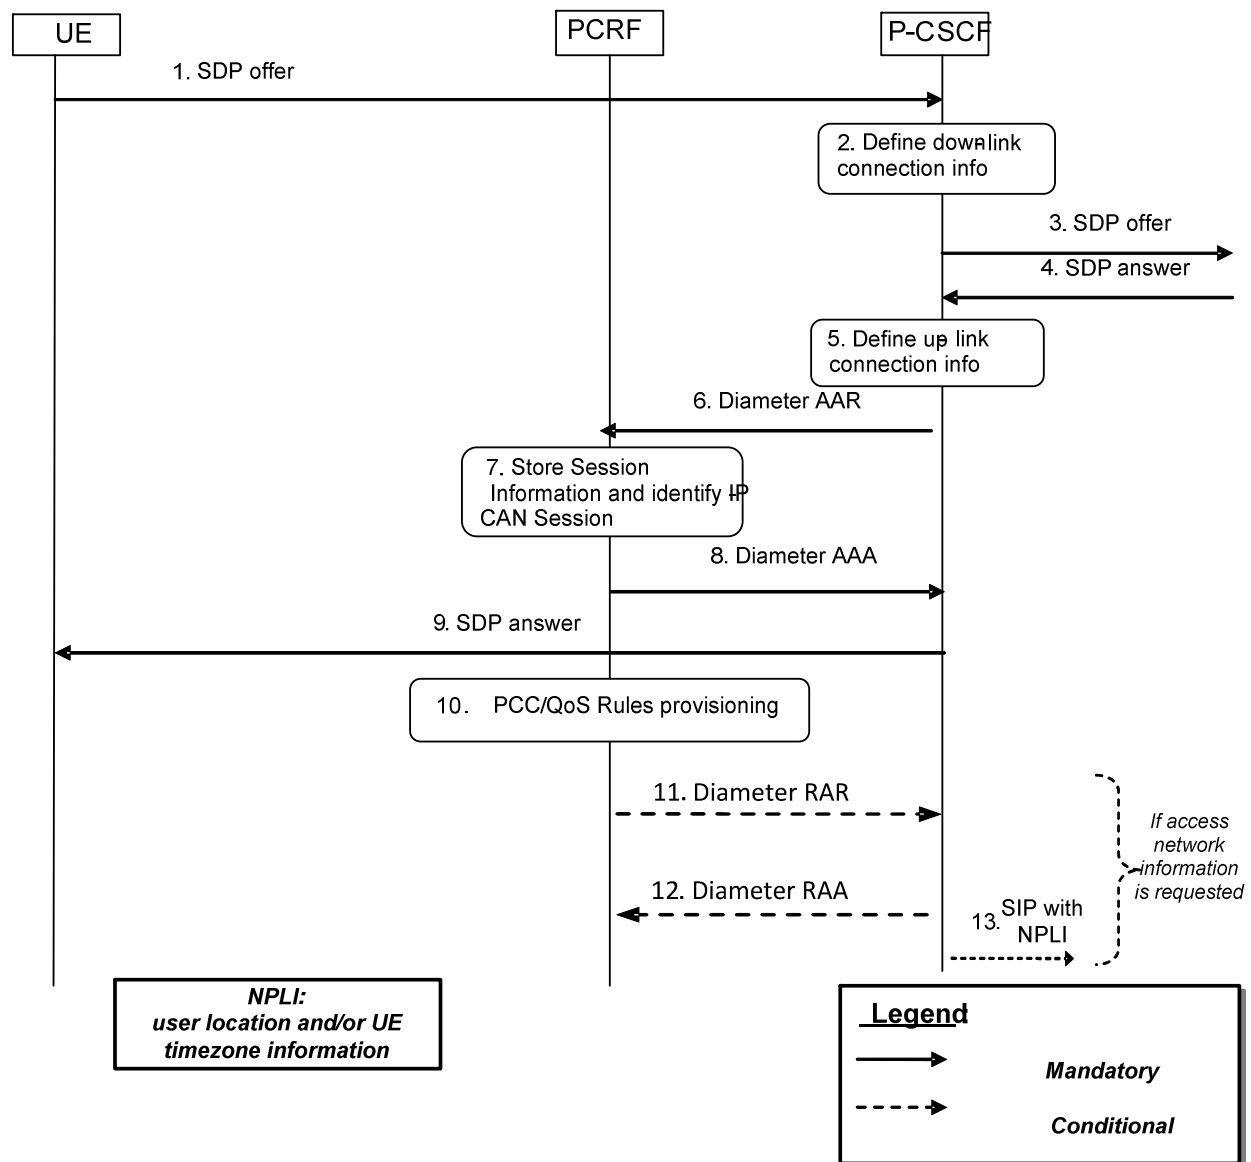 UE
PCRF
P-CSCF
1. SDP offer
2. Define down-link
connection info
3. SDP offer
4. SDP answer
5. Define up-link
connection info
6. Diameter AAR
7. Store Session
Information and identify IP-
CAN Session
8. Diameter AAA
9. SDP answer
10. PCC/QoS Rules provisioning
11. Diameter RAR
If access
network
information
is requested
12. Diameter RAA
13. SIP with
NPLI
NPLI:
user location and/or UE
timezone information
Legend:
Mandatory
Conditional